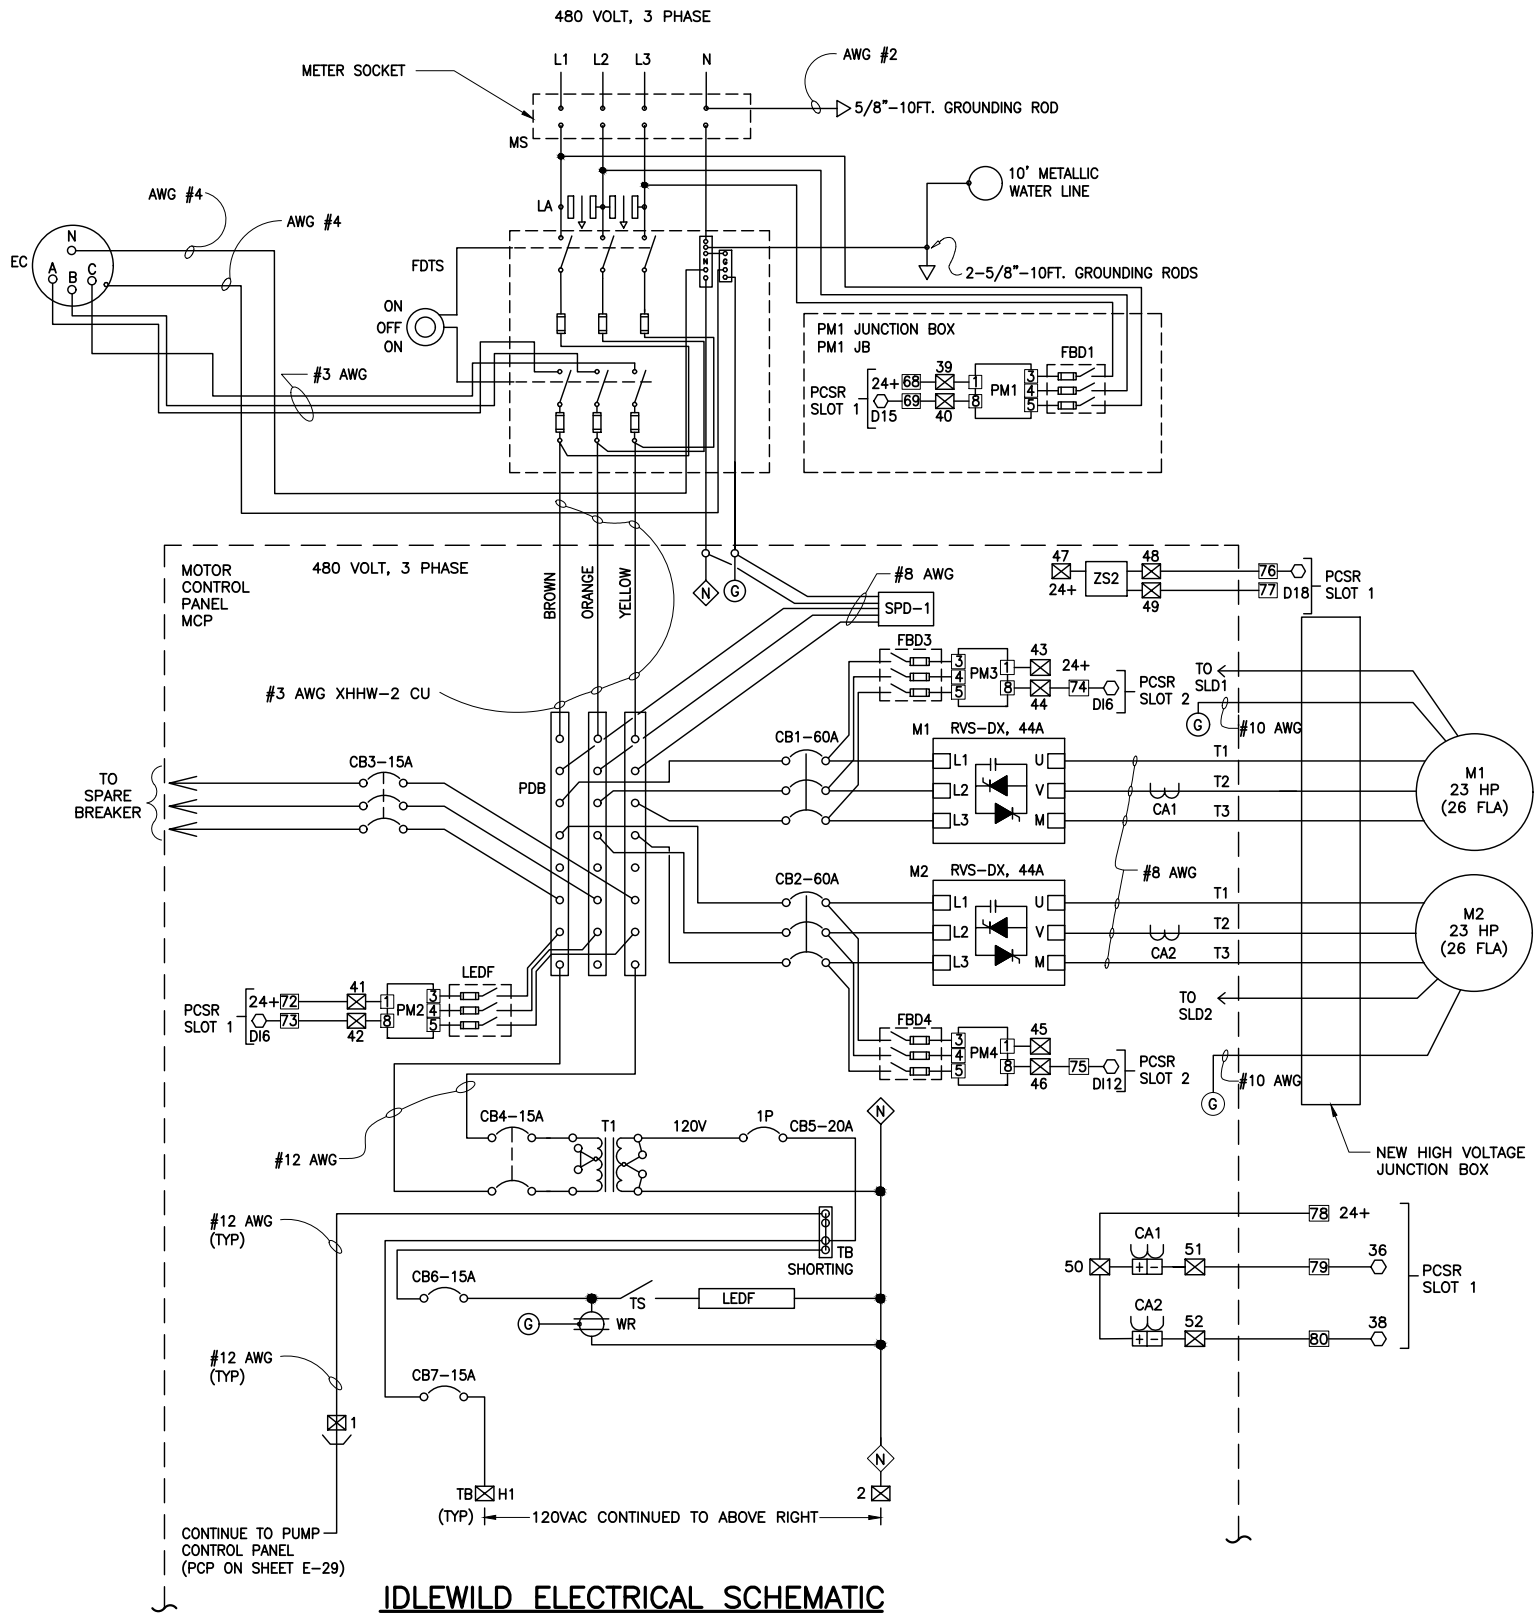 480 VOLT, 3 PHASE
L1 L2 L3 N
AWG #2
METER SOCKET
5/8"-10FT. GROUNDING ROD
MS
10' METALLIC
WATER LINE
AWG #4
AWG #4
LA
EC
N
A B C
FDTS
N
G
2-5/8"-10FT. GROUNDING RODS
ON
OFF
ON
PM1 JUNCTION BOX
PM1 JB
FBD1
#3 AWG
PCSR
SLOT 1
24+ 68 39 1 PM1 3
4
D15 69 40 8 5
480 VOLT, 3 PHASE
MOTOR
CONTROL
PANEL
MCP
BROWN
ORANGE
YELLOW
N
G
#8 AWG
SPD-1
47
24+
ZS2
48
49
76
77
D18
PCSR
SLOT 1
FBD3
3
4
5
PM3
1
8
43
24+
44
74
DI6
PCSR
SLOT 2
TO
SLD1
G
#10 AWG
#3 AWG XHHW-2 CU
M1
RVS-DX, 44A
CB1-60A
L1 U
L2 V
L3 M
T1
T2
CA1
T3
M1
23 HP
(26 FLA)
CB3-15A
TO
SPARE
BREAKER
PDB
#8 AWG
M2
RVS-DX, 44A
CB2-60A
L1 U
L2 V
L3 M
T1
T2
CA2
T3
M2
23 HP
(26 FLA)
TO
SLD2
LEDF
PCSR
SLOT 1
24+ 72 41 1 PM2 3
4
DI6 73 42 8 5
FBD4
3
4
5
PM4
1
8
45
46
75
DI12
PCSR
SLOT 2
#10 AWG
G
#12 AWG
CB4-15A
T1
120V
1P
CB5-20A
N
NEW HIGH VOLTAGE
JUNCTION BOX
#12 AWG
(TYP)
TB
SHORTING
78 24+
CA1
50
+ -
51
79
36
PCSR
SLOT 1
CA2
+ -
52
80
38
CB6-15A
TS
LEDF
G
WR
#12 AWG
(TYP)
CB7-15A
1
N
TB H1
(TYP)
2
120VAC CONTINUED TO ABOVE RIGHT
CONTINUE TO PUMP
CONTROL PANEL
(PCP ON SHEET E-29)
IDLEWILD ELECTRICAL SCHEMATIC